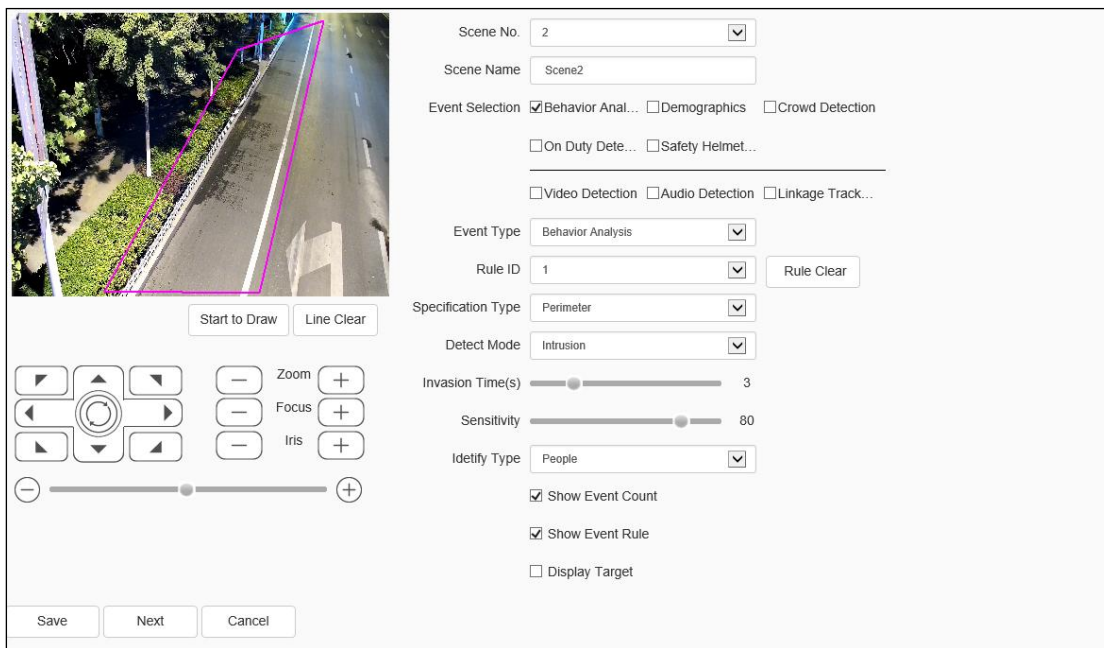 Scene No. 2
Scene Name Scene2
Event Selection Behavior Anal... Demographics Crowd Detection
On Duty Dete... Safety Helmet...
Video Detection Audio Detection Linkage Track...
Event Type Behavior Analysis
Rule ID 1 Rule Clear
Specification Type Perimeter
Start to Draw Line Clear
Detect Mode Intrusion
Zoom
Invasion Time(s) 3
Focus
Sensitivity 80
Iris
Idetify Type People
Show Event Count
Show Event Rule
Display Target
Save Next Cancel